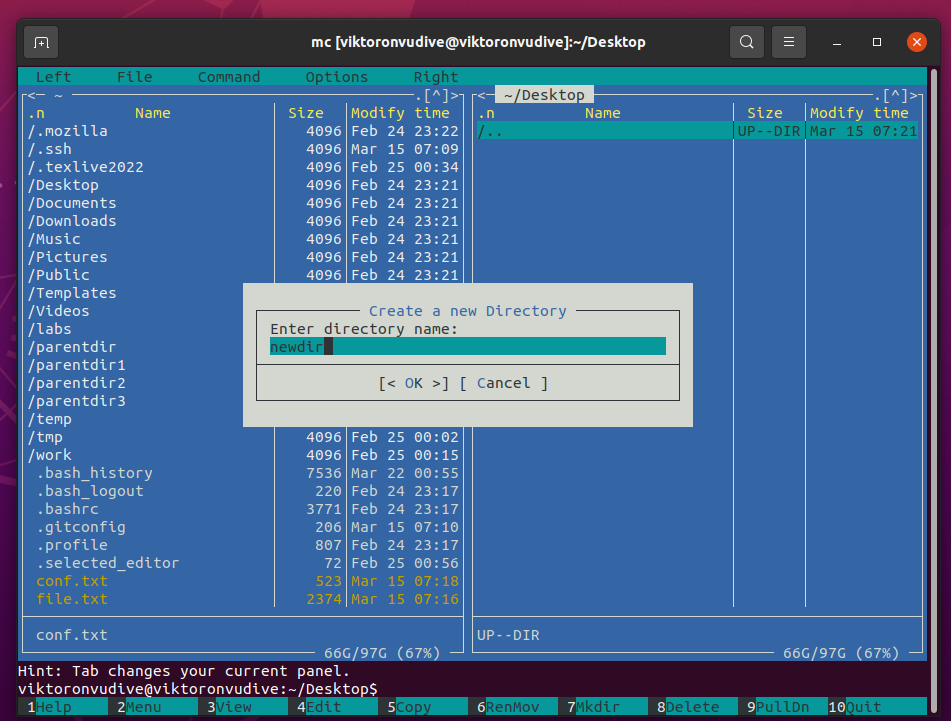 mc [viktoronvudive@viktoronvudive]:~/Desktop
Left File Command Options Right
<─ ~ .[^]>
.n Name Size Modify time
/.mozilla 4096 Feb 24 23:22
/.ssh 4096 Mar 15 07:09
/.texlive2022 4096 Feb 25 00:34
/Desktop 4096 Feb 24 23:21
/Documents 4096 Feb 24 23:21
/Downloads 4096 Feb 24 23:21
/Music 4096 Feb 24 23:21
/Pictures 4096 Feb 24 23:21
/Public 4096 Feb 24 23:21
/Templates
/Videos
/labs
/parentdir
/parentdir1
/parentdir2
/parentdir3
/temp
/tmp 4096 Feb 25 00:02
/work 4096 Feb 25 00:15
.bash_history 7536 Mar 22 00:55
.bash_logout 220 Feb 24 23:17
.bashrc 3771 Feb 24 23:17
.gitconfig 206 Mar 15 07:10
.profile 807 Feb 24 23:17
.selected_editor 72 Feb 25 00:56
conf.txt 523 Mar 15 07:18
file.txt 2374 Mar 15 07:16
conf.txt
66G/97G (67%)
<─ ~/Desktop .[^]>
.n Name Size Modify time
/.. UP--DIR Mar 15 07:21
UP--DIR
66G/97G (67%)
Create a new Directory
Enter directory name:
newdir
[< OK >] [ Cancel ]
Hint: Tab changes your current panel.
viktoronvudive@viktoronvudive:~/Desktop$
1Help 2Menu 3View 4Edit 5Copy 6RenMov 7Mkdir 8Delete 9PullDn 10Quit